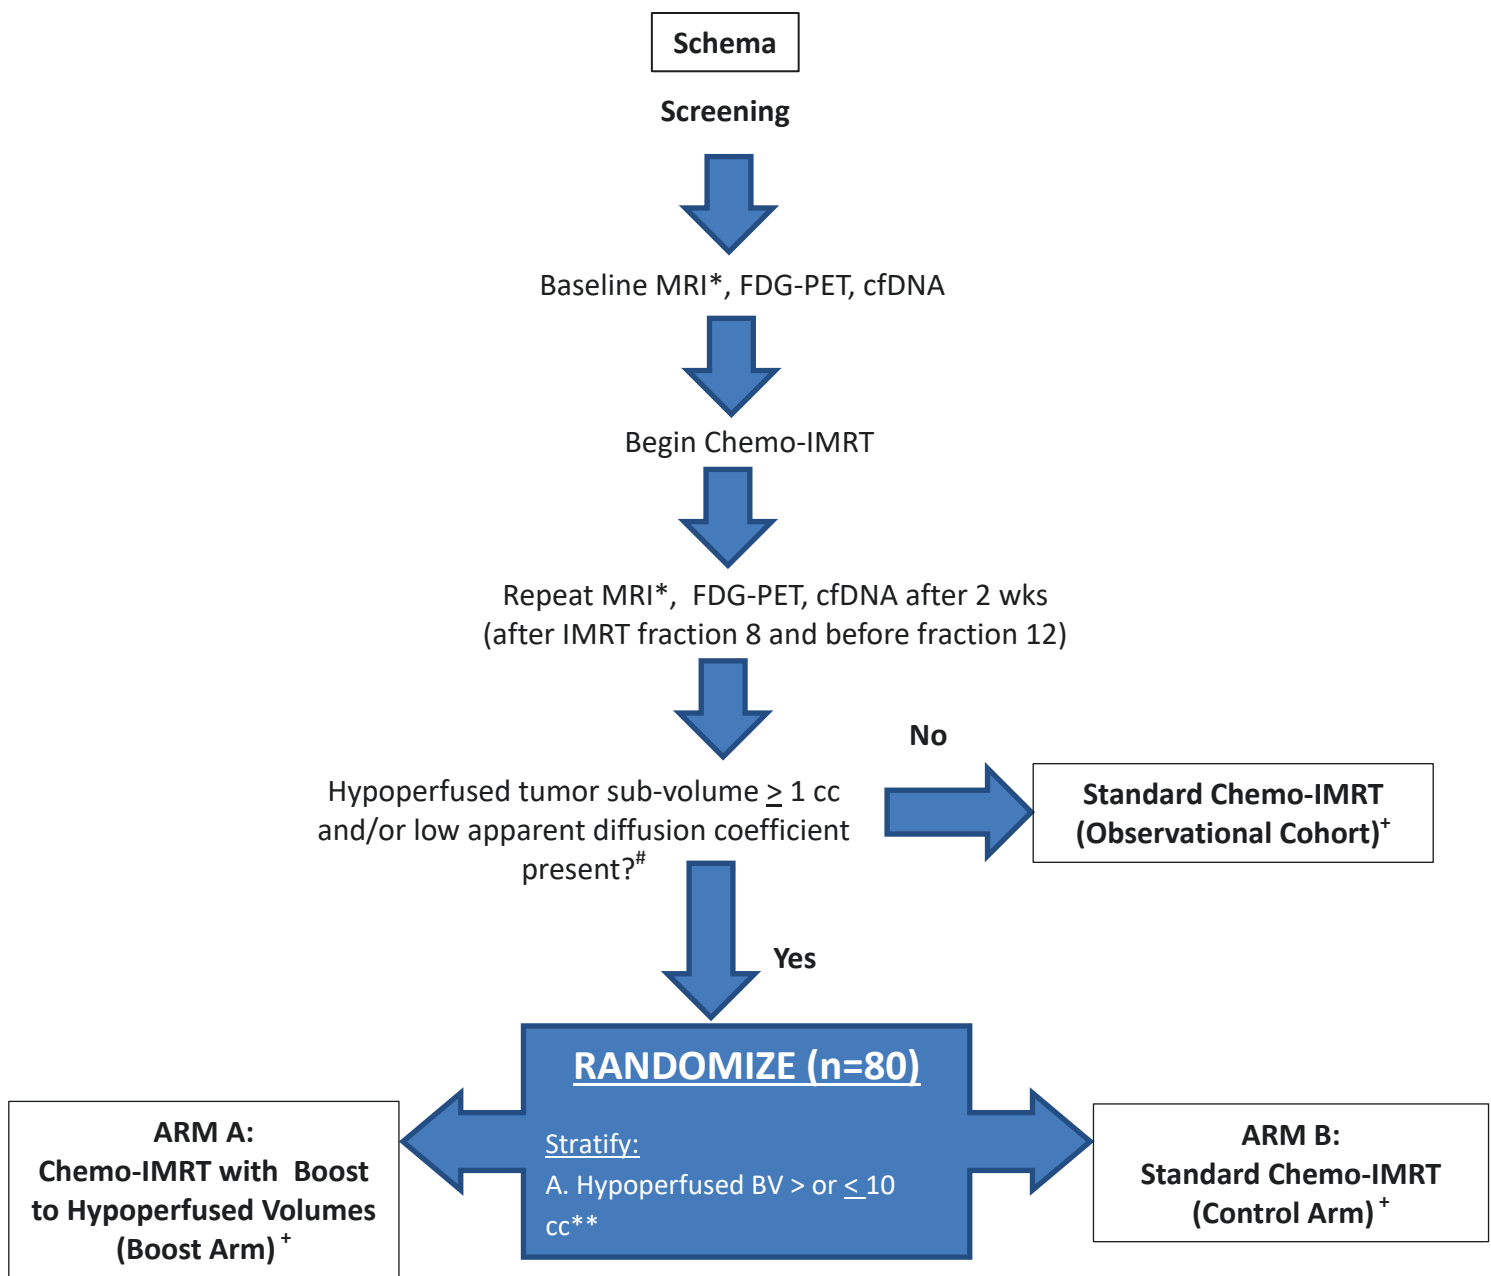 Schema
Screening
Baseline MRI*, FDG-PET, cfDNA
Begin Chemo-IMRT
Repeat MRI*,  FDG-PET, cfDNA after 2 wks
(after IMRT fraction 8 and before fraction 12)
No
Hypoperfused tumor sub-volume ≥ 1 cc
and/or low apparent diffusion coefficient
present?#
Standard Chemo-IMRT
(Observational Cohort)+
Yes
RANDOMIZE (n=80)
Stratify:
A. Hypoperfused BV > or ≤ 10
cc**
ARM A:
Chemo-IMRT with  Boost
to Hypoperfused Volumes
(Boost Arm) +
ARM B:
Standard Chemo-IMRT
(Control Arm) +